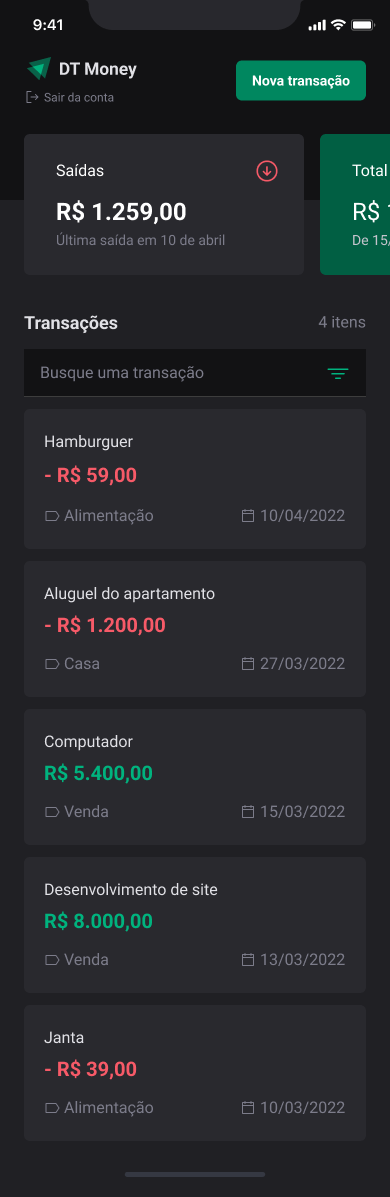 9:41
DT Money
Sair da conta
Nova transação
Saídas
R$ 1.259,00
Última saída em 10 de abril
Total
R$
De 15/
Transações
4 itens
Busque uma transação
Hamburguer
- R$ 59,00
Alimentação
10/04/2022
Aluguel do apartamento
- R$ 1.200,00
Casa
27/03/2022
Computador
R$ 5.400,00
Venda
15/03/2022
Desenvolvimento de site
R$ 8.000,00
Venda
13/03/2022
Janta
- R$ 39,00
Alimentação
10/03/2022